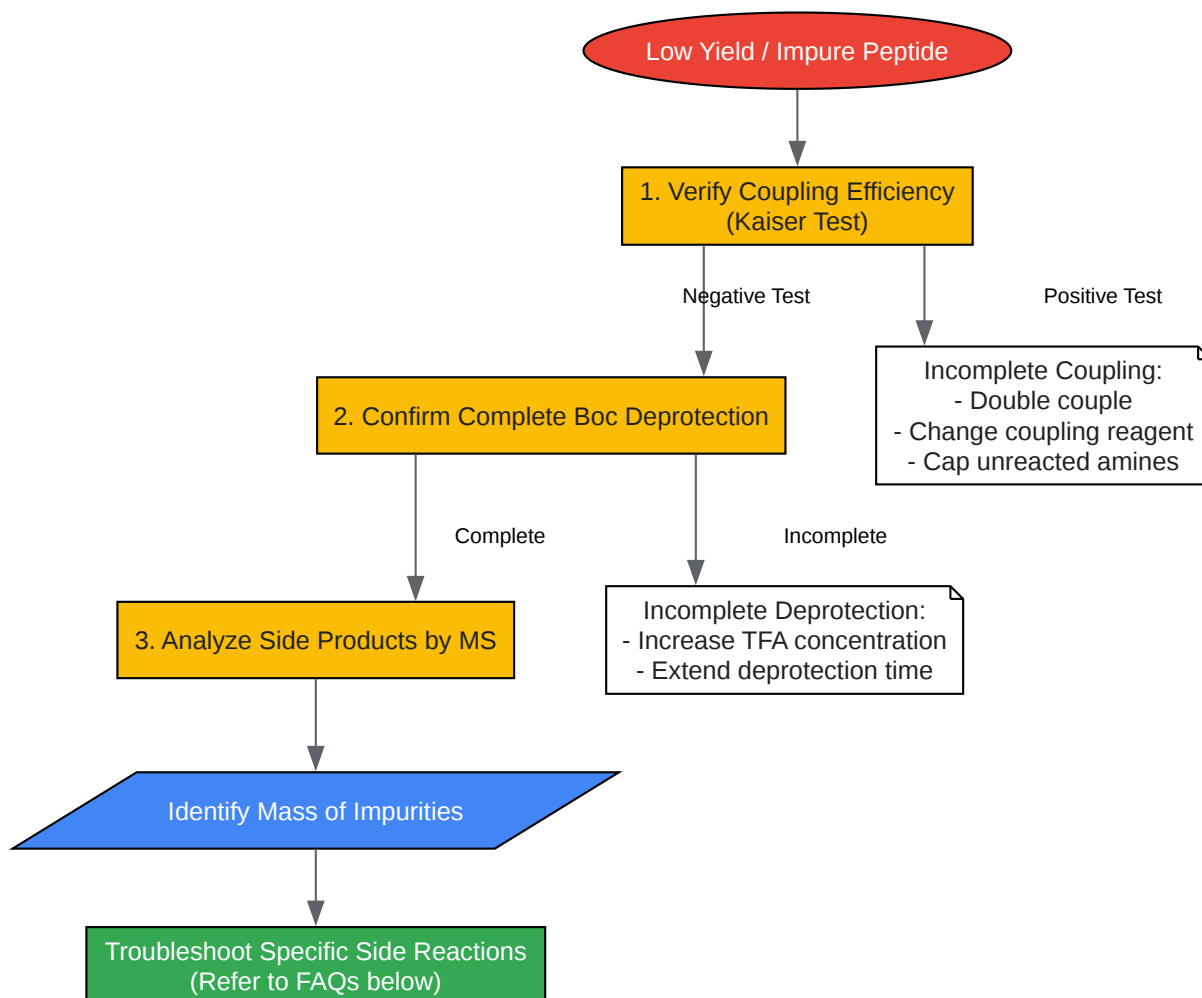 Low Yield / Impure Peptide
1. Verify Coupling Efficiency
(Kaiser Test)
Negative Test
Positive Test
Incomplete Coupling:
- Double couple
- Change coupling reagent
- Cap unreacted amines
2. Confirm Complete Boc Deprotection
Complete
Incomplete
Incomplete Deprotection:
- Increase TFA concentration
- Extend deprotection time
3. Analyze Side Products by MS
Identify Mass of Impurities
Troubleshoot Specific Side Reactions
(Refer to FAQs below)